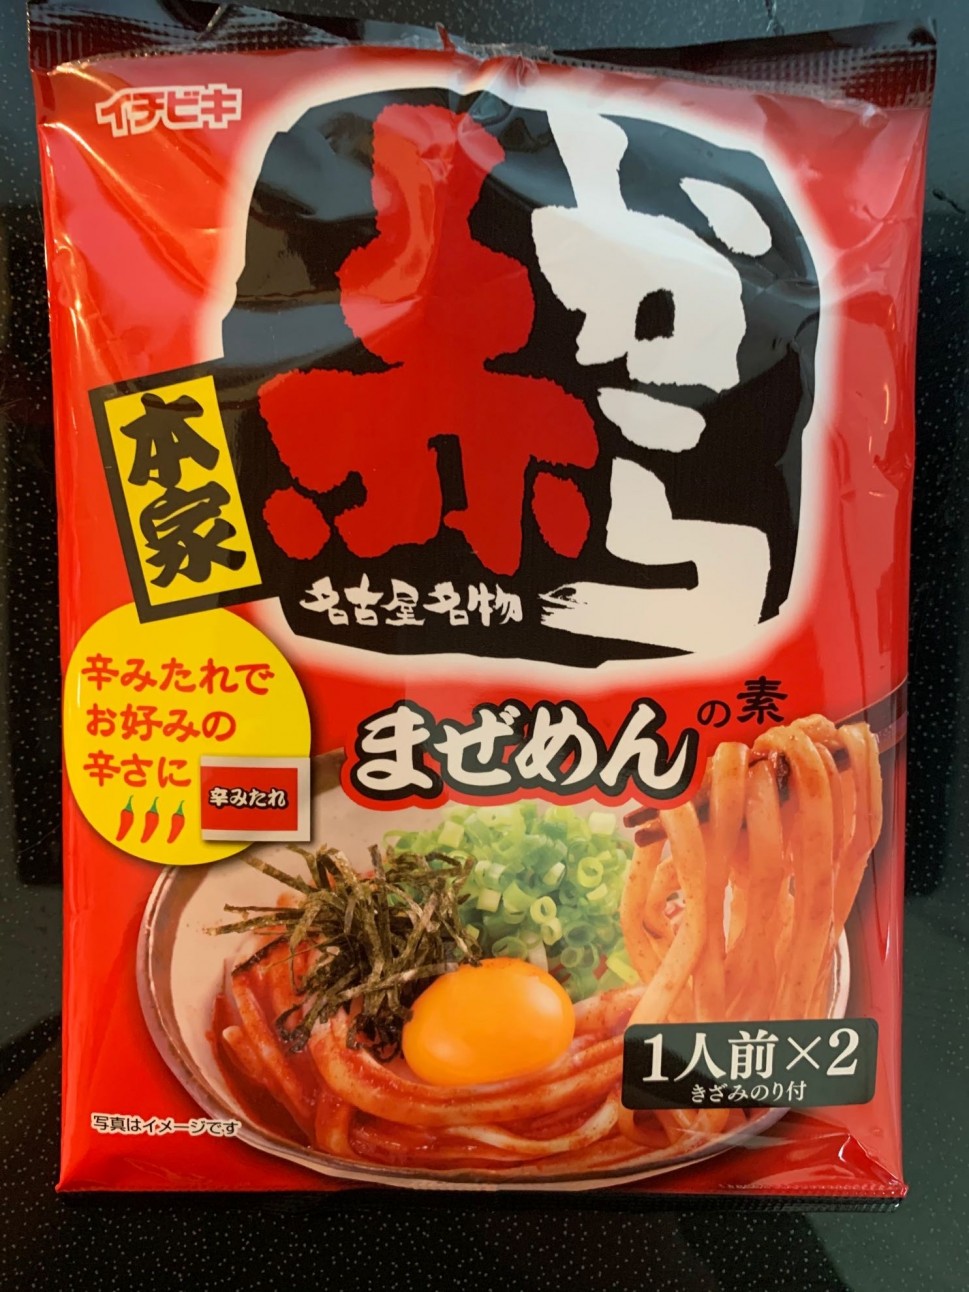 イチビキ
赤から
本家
名古屋名物
辛みたれで
お好みの
辛さに
辛みたれ
まぜめんの素
1人前×2
きざみのり付
写真はイメージです